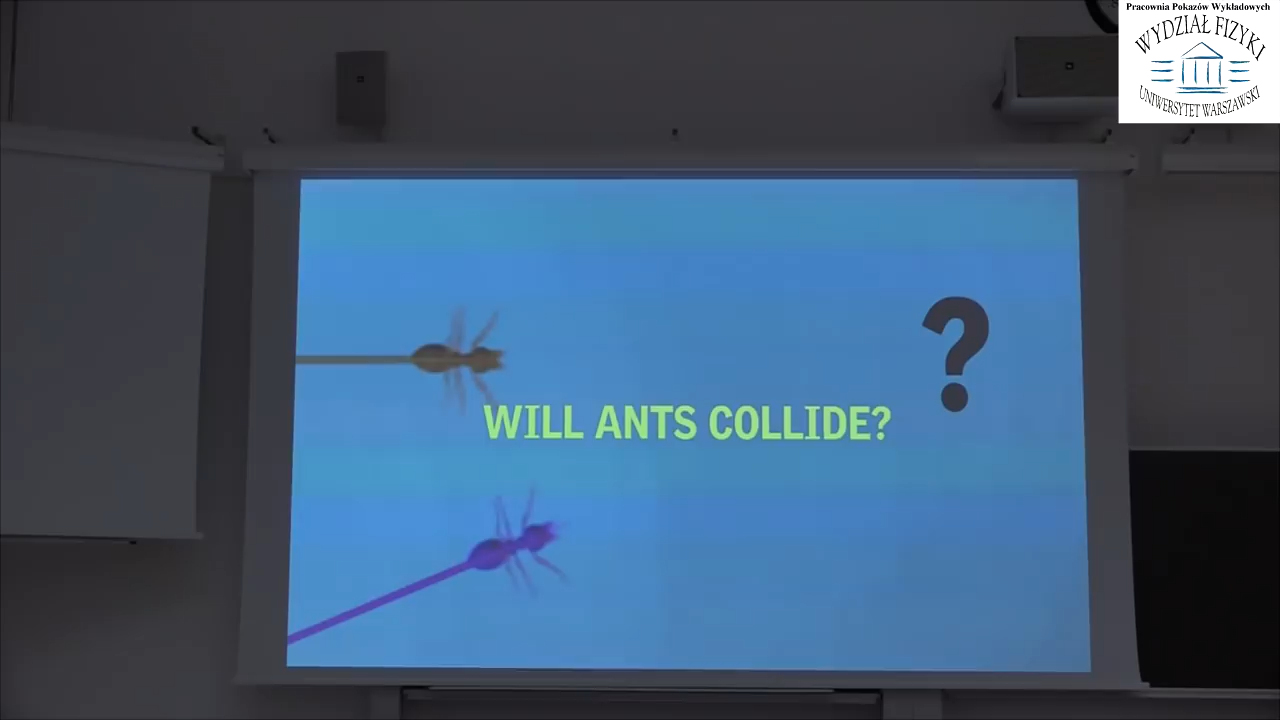 Pracownia Pokazów Wykładowych
WYDZIAŁ FIZYKI
UNIWERSYTET WARSZAWSKI
?
WILL ANTS COLLIDE?